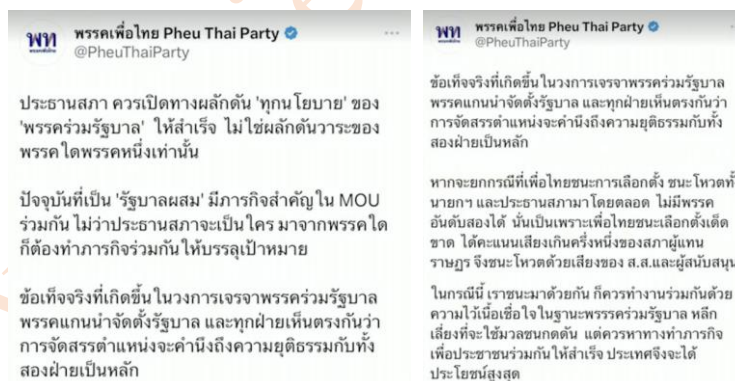 พท
พรรคเพื่อไทย Pheu Thai Party
@PheuThaiParty
ประธานสภา ควรเปิดทางผลักดัน 'ทุกนโยบาย' ของ
'พรรคร่วมรัฐบาล' ให้สำเร็จ ไม่ใช่ผลักดันวาระของ
พรรคใดพรรคหนึ่งเท่านั้น
ปัจจุบันที่เป็น 'รัฐบาลผสม' มีภารกิจสำคัญใน MOU
ร่วมกัน ไม่ว่าประธานสภาจะเป็นใคร มาจากพรรคใด
ก็ต้องทำภารกิจร่วมกันให้บรรลุเป้าหมาย
ข้อเท็จจริงที่เกิดขึ้นในวงการเจรจาพรรคร่วมรัฐบาล
พรรคแกนนำจัดตั้งรัฐบาล และทุกฝ่ายเห็นตรงกันว่า
การจัดสรรตำแหน่งจะคำนึงถึงความยุติธรรมกับทั้ง
สองฝ่ายเป็นหลัก
พท
พรรคเพื่อไทย Pheu Thai Party
@PheuThaiParty
ข้อเท็จจริงที่เกิดขึ้นในวงการเจรจาพรรคร่วมรัฐบาล
พรรคแกนนำจัดตั้งรัฐบาล และทุกฝ่ายเห็นตรงกันว่า
การจัดสรรตำแหน่งจะคำนึงถึงความยุติธรรมกับทั้ง
สองฝ่ายเป็นหลัก
หากจะยกกรณีที่เพื่อไทยชนะการเลือกตั้ง ชนะโหวตทั้
นายกฯ และประธานสภามาโดยตลอด ไม่มีพรรค
อันดับสองได้ นั่นเป็นเพราะเพื่อไทยชนะเลือกตั้งเด็ด
ขาด ได้คะแนนเสียงเกินครึ่งหนึ่งของสภาผู้แทน
ราษฎร จึงชนะโหวตด้วยเสียงของ ส.ส.และผู้สนับสนุน
ในกรณีนี้ เราชนะมาด้วยกัน ก็ควรทำงานร่วมกันด้วย
ความไว้เนื้อเชื่อใจในฐานะพรรรคร่วมรัฐบาล หลีก
เลี่ยงที่จะใช้มวลชนกดดัน แต่ควรหาทางทำภารกิจ
เพื่อประชาชนร่วมกันให้สำเร็จ ประเทศจึงจะได้
ประโยชน์สูงสุด